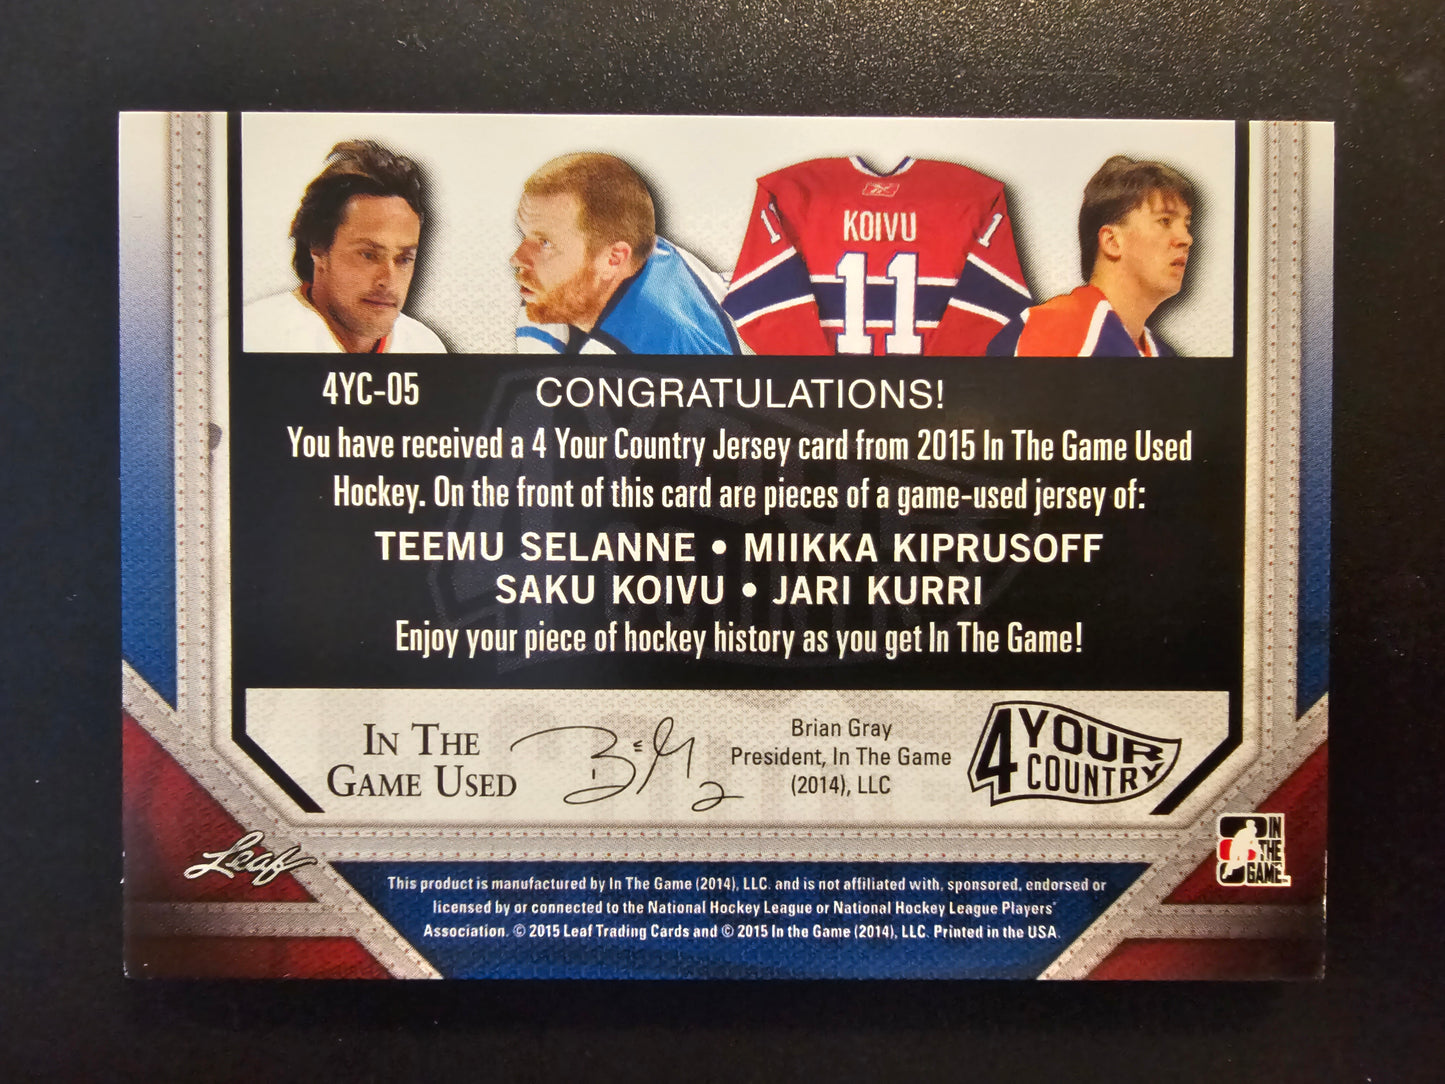 KOIVU
11
11
11
4YC-05
CONGRATULATIONS!
You have received a 4 Your Country Jersey card from 2015 In The Game Used
Hockey. On the front of this card are pieces of a game-used jersey of:
TEEMU SELANNE • MIIKKA KIPRUSOFF
SAKU KOIVU • JARI KURRI
Enjoy your piece of hockey history as you get In The Game!
IN THE
GAME USED
Brian Gray
President, In The Game
(2014), LLC
4 YOUR
COUNTRY
Leaf
IN
THE
GAME
This product is manufactured by In The Game (2014), LLC. and is not affiliated with, sponsored, endorsed or
licensed by or connected to the National Hockey League or National Hockey League Players'
Association. © 2015 Leaf Trading Cards and © 2015 In the Game (2014), LLC. Printed in the USA.